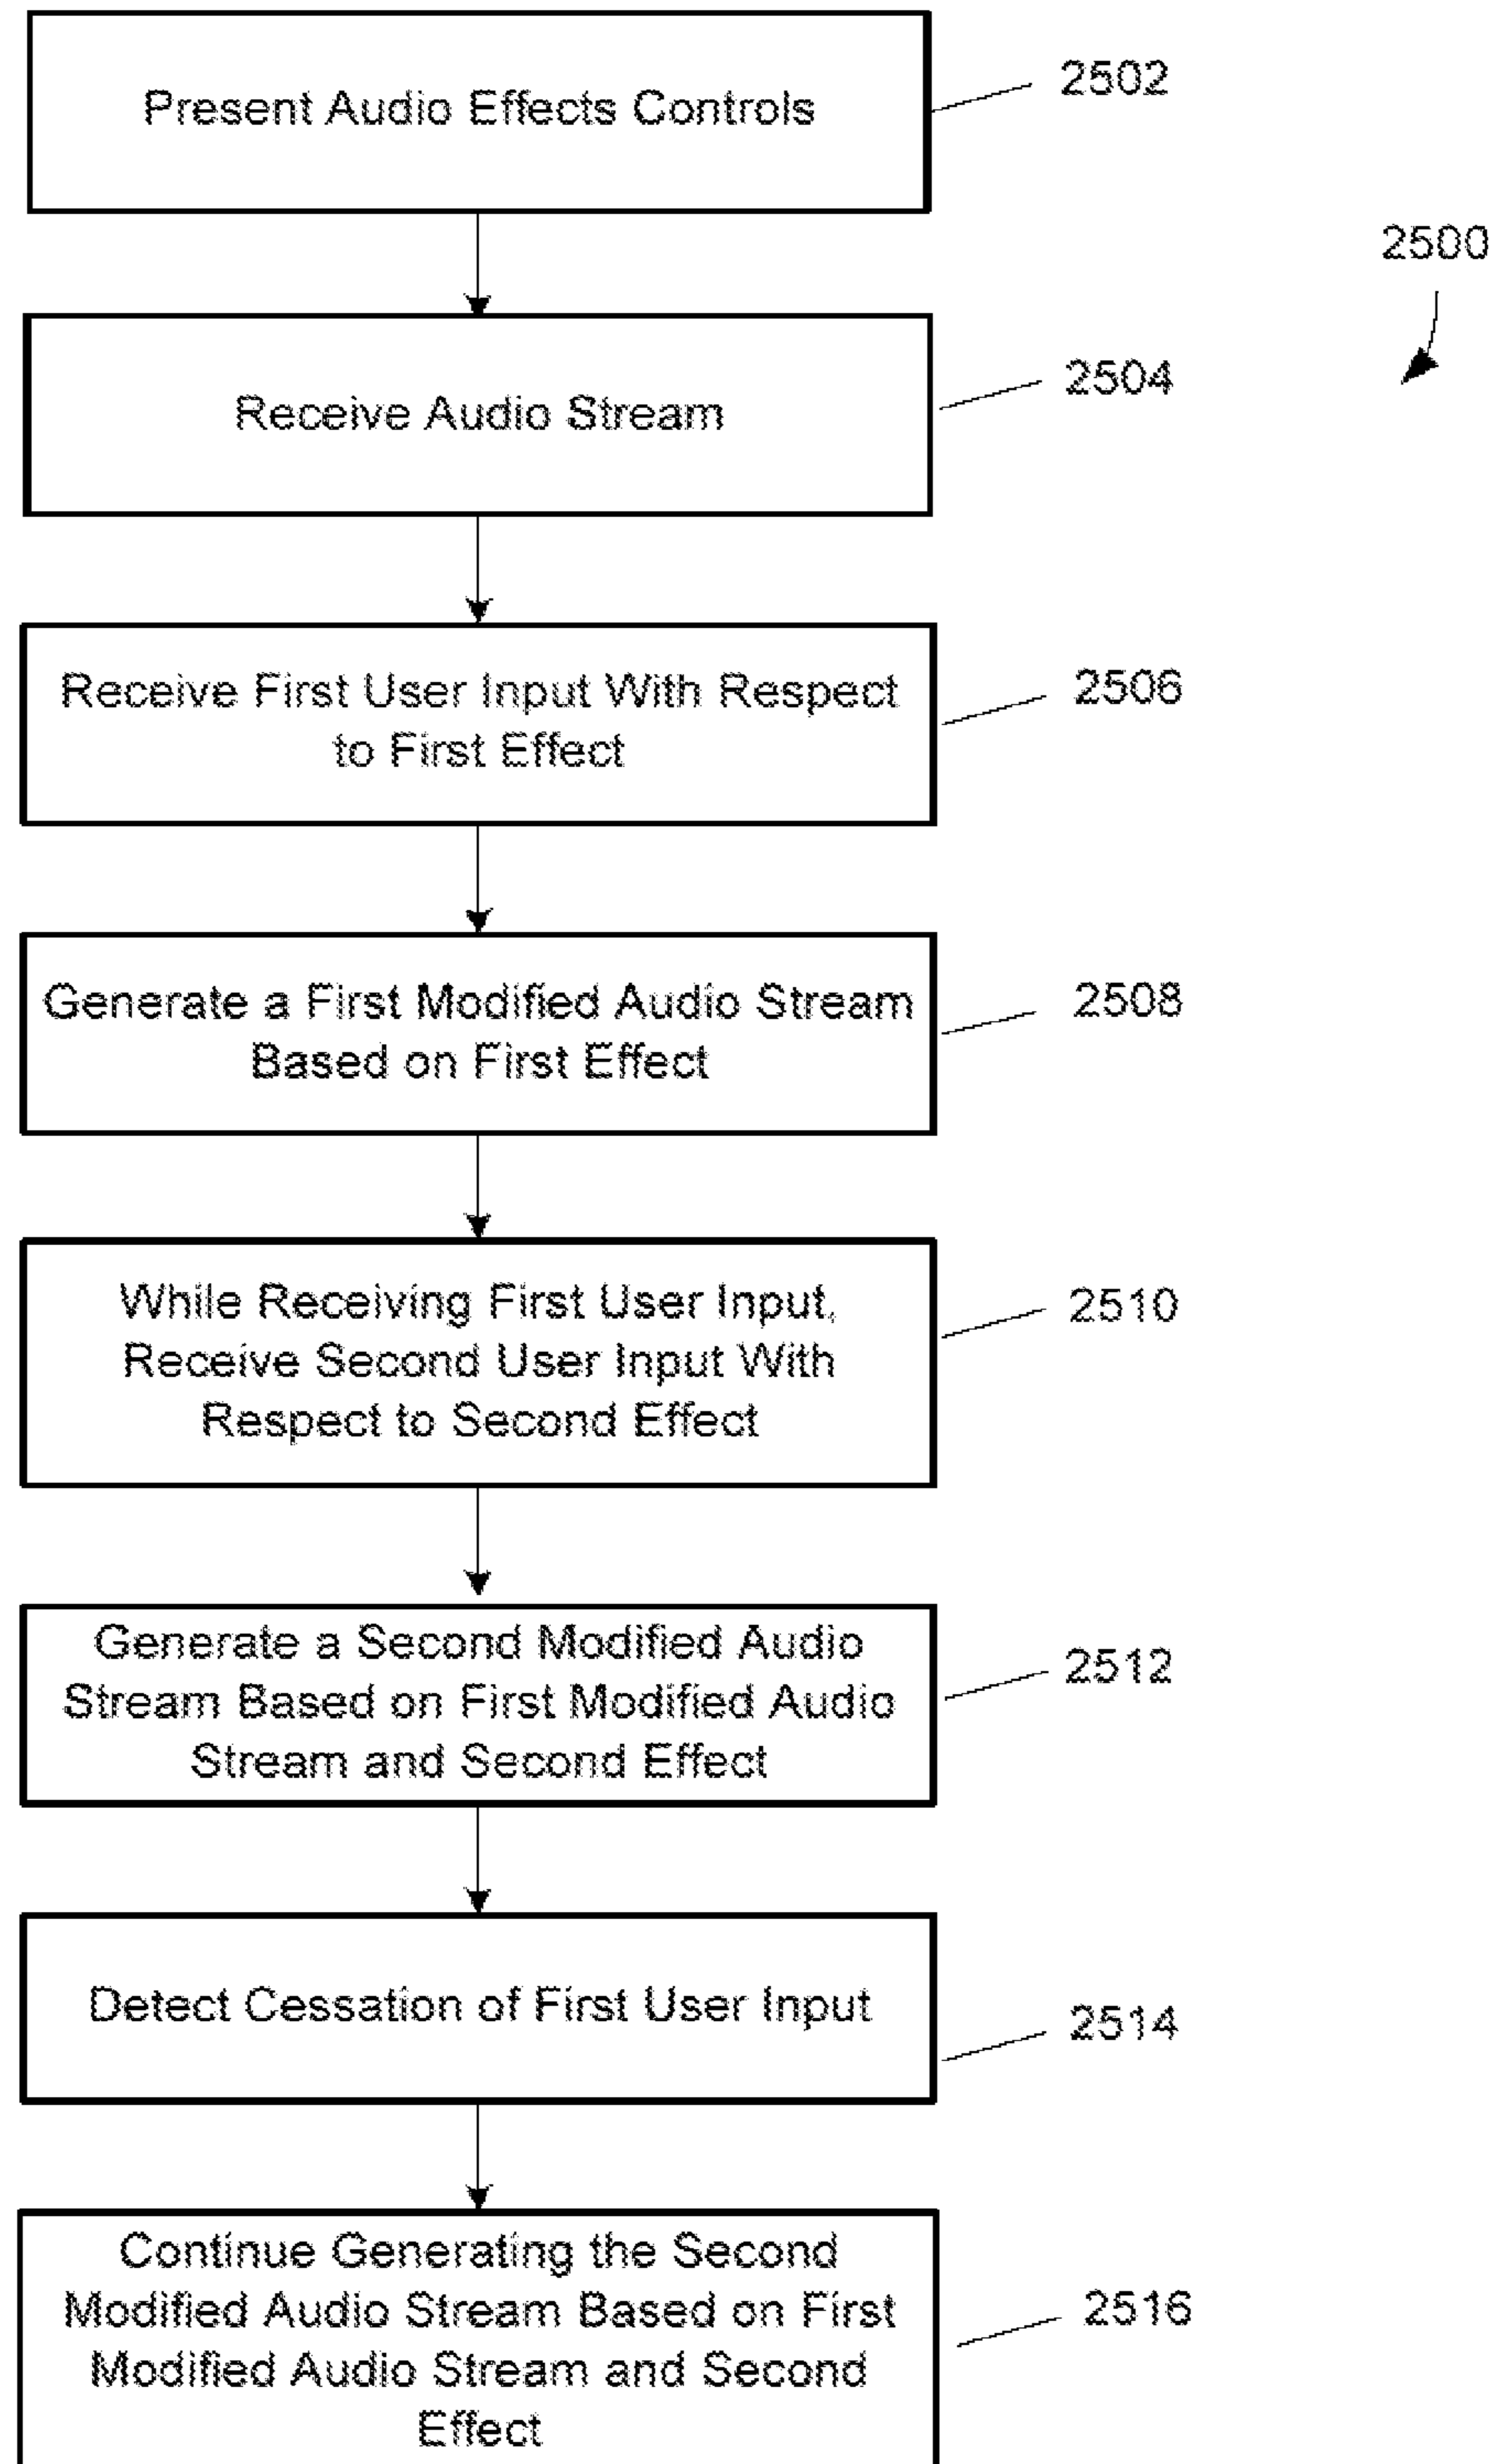 Present Audio Effects Controls
2502
2500
Receive Audio Stream
2504
Receive First User Input With Respect
to First Effect
2506
Generate a First Modified Audio Stream
Based on First Effect
2508
While Receiving First User Input,
Receive Second User Input With
Respect to Second Effect
2510
Generate a Second Modified Audio
Stream Based on First Modified Audio
Stream and Second Effect
2512
Detect Cessation of First User Input
2514
Continue Generating the Second
Modified Audio Stream Based on First
Modified Audio Stream and Second
Effect
2516